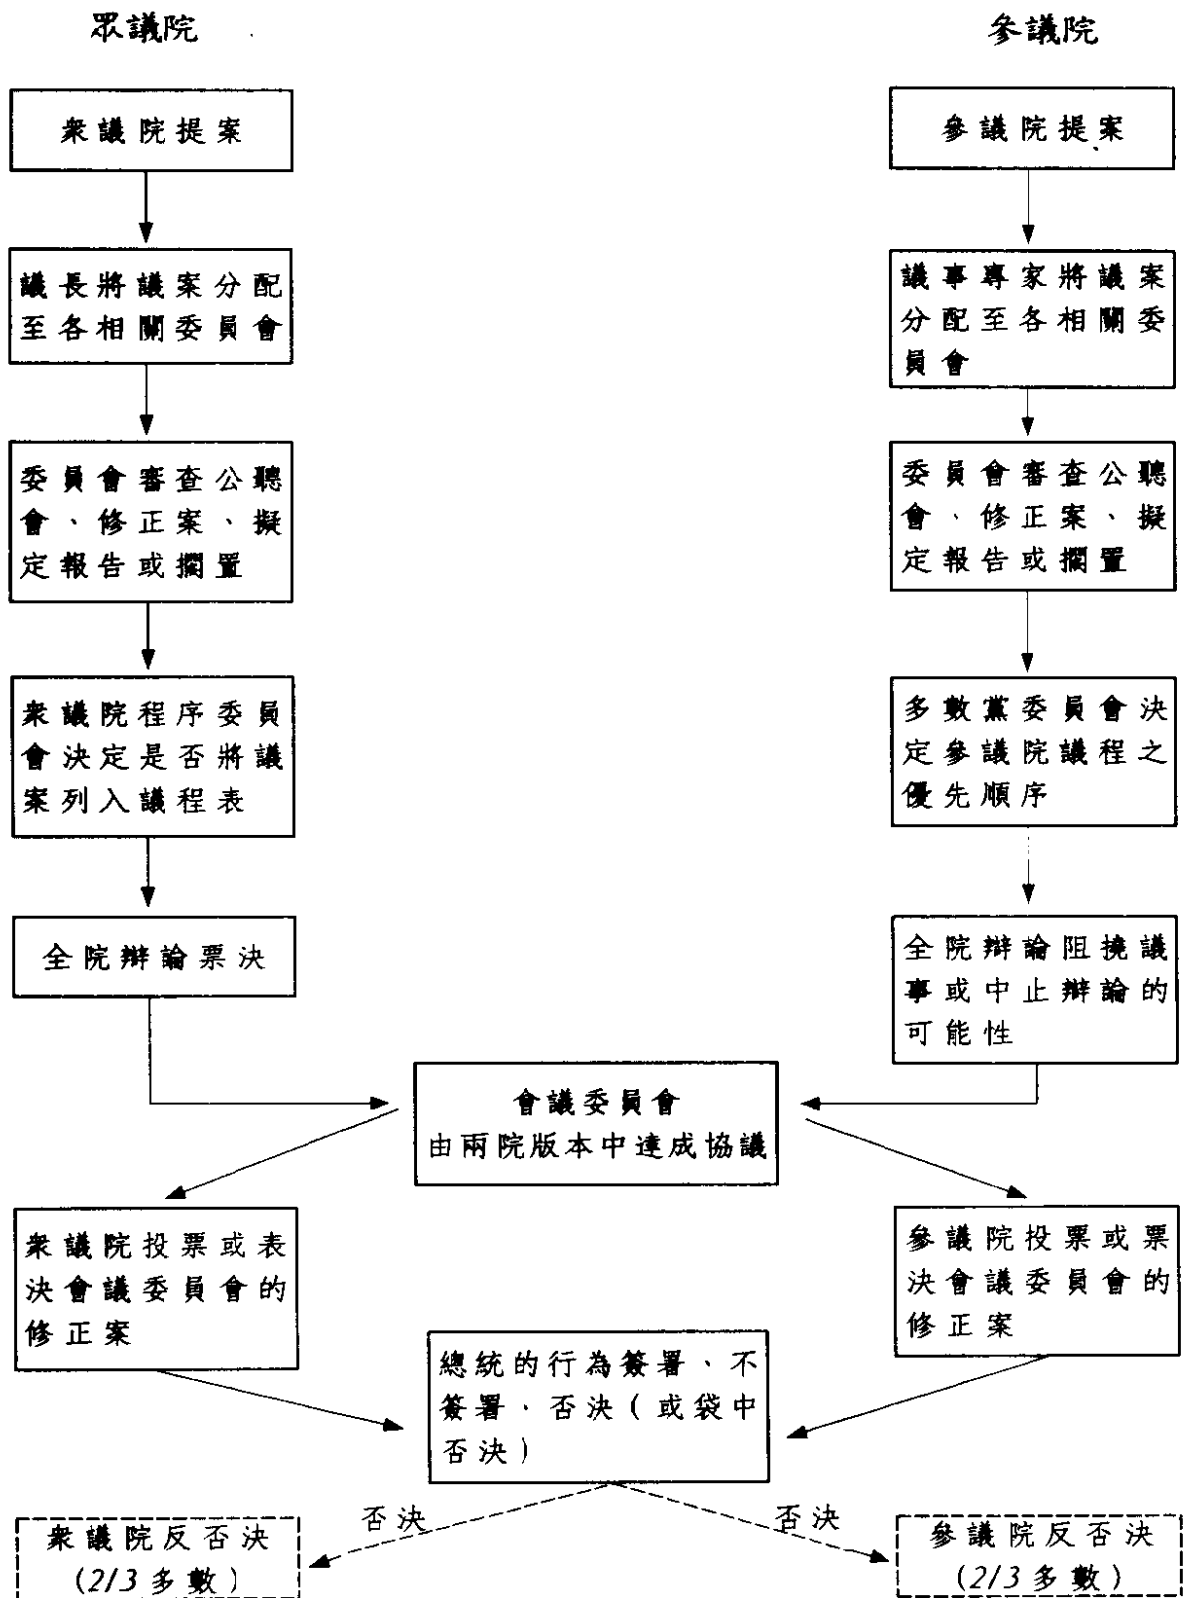 眾議院
參議院
衆議院提案
參議院提案
議長將議案分配
至各相關委員會
議事專家將議案
分配至各相關委
員會
委員會審查公聽
會、修正案、擬
定報告或擱置
委員會審查公聽
會、修正案、擬
定報告或擱置
衆議院程序委員
會決定是否將議
案列入議程表
多數黨委員會決
定參議院議程之
優先順序
全院辯論票決
全院辯論阻撓議
事或中止辯論的
可能性
會議委員會
由兩院版本中達成協議
衆議院投票或表
決會議委員會的
修正案
參議院投票或票
決會議委員會的
修正案
總統的行為簽署、不
簽署、否決(或袋中
否決)
否決
否決
衆議院反否決
(2/3多數)
參議院反否決
(2/3多數)